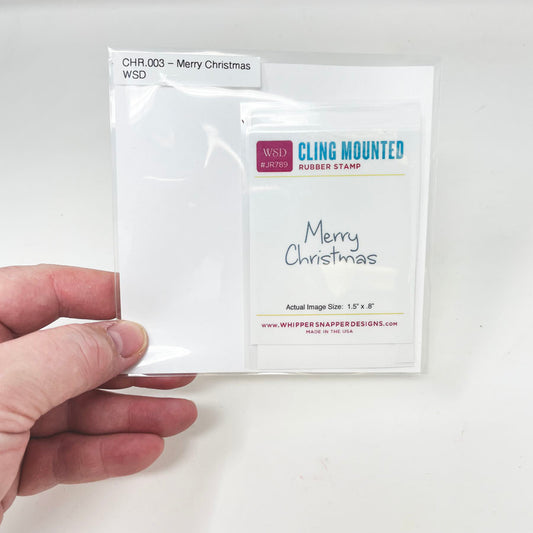 CHR.003 – Merry Christmas
WSD
WSD
#JR789
CLING MOUNTED
RUBBER STAMP
Merry
Christmas
Actual Image Size: 1.5" x .8"
WWW.WHIPPERSNAPPERDESIGNS.COM
MADE IN THE USA